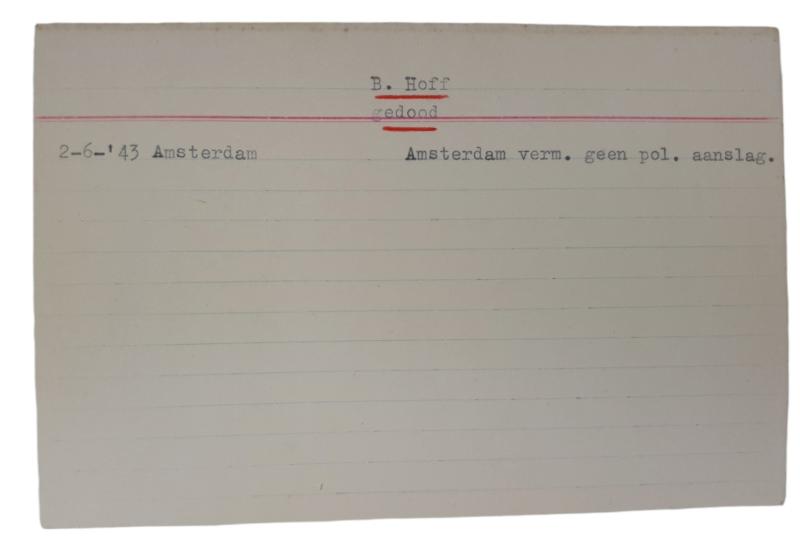 B. Hoff
gedood
2-6-'43 Amsterdam Amsterdam verm. geen pol. aanslag.